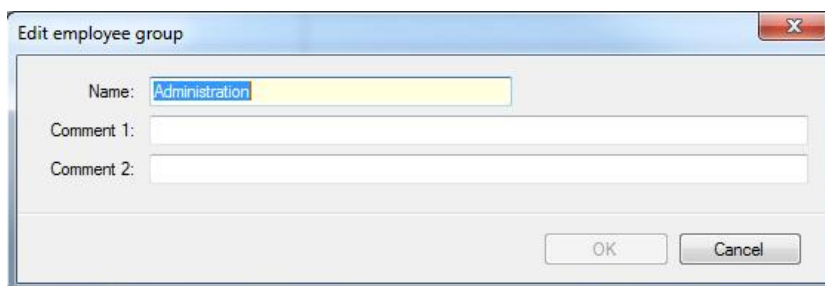 Edit employee group
Name: Administration
Comment 1:
Comment 2:
OK Cancel